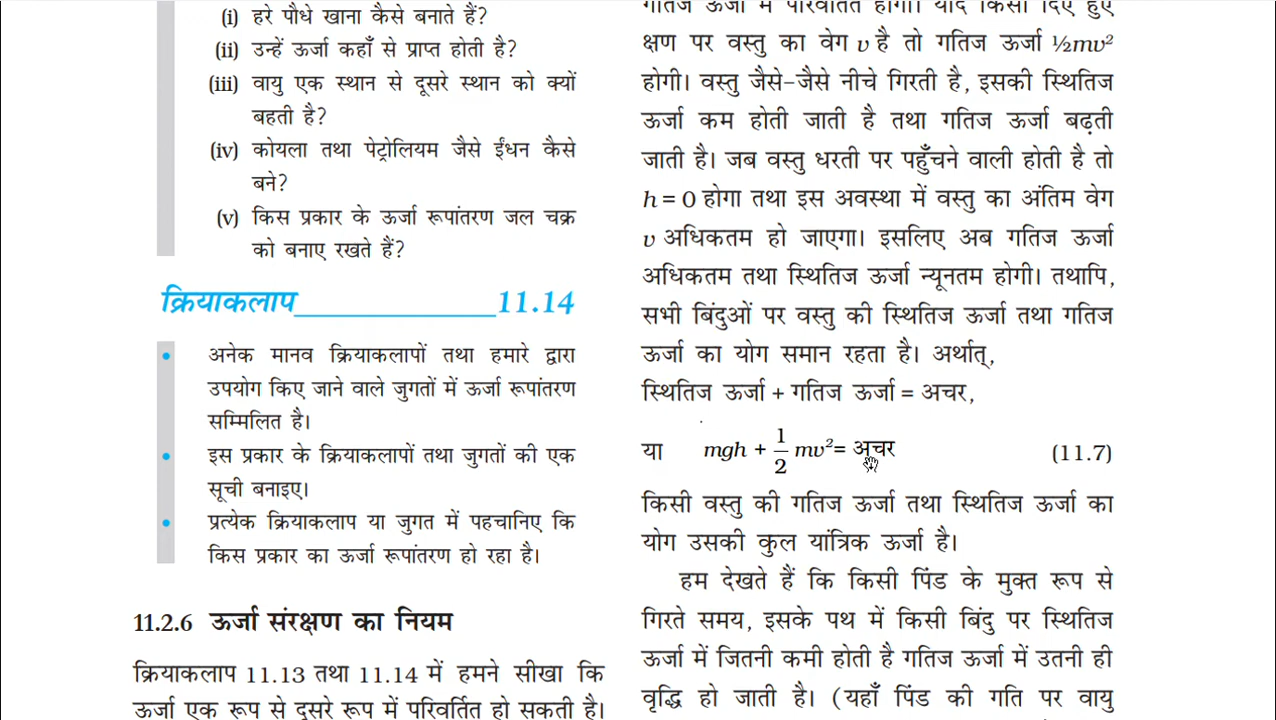 (i) हरे पौधे खाना कैसे बनाते हैं?
(ii) उन्हें ऊर्जा कहाँ से प्राप्त होती है?
(iii) वायु एक स्थान से दूसरे स्थान को क्यों
बहती है?
(iv) कोयला तथा पेट्रोलियम जैसे ईंधन कैसे
बने?
(v) किस प्रकार के ऊर्जा रूपांतरण जल चक्र
को बनाए रखते हैं?
क्रियाकलाप 11.14
• अनेक मानव क्रियाकलापों तथा हमारे द्वारा
उपयोग किए जाने वाले जुगतों में ऊर्जा रूपांतरण
सम्मिलित है।
• इस प्रकार के क्रियाकलापों तथा जुगतों की एक
सूची बनाइए।
• प्रत्येक क्रियाकलाप या जुगत में पहचानिए कि
किस प्रकार का ऊर्जा रूपांतरण हो रहा है।
11.2.6 ऊर्जा संरक्षण का नियम
क्रियाकलाप 11.13 तथा 11.14 में हमने सीखा कि
ऊर्जा एक रूप से दूसरे रूप में परिवर्तित हो सकती है।
गतिज ऊर्जा में परिवर्तित होगी। यदि किसी दिए हुए
क्षण पर वस्तु का वेग v है तो गतिज ऊर्जा ½mv²
होगी। वस्तु जैसे-जैसे नीचे गिरती है, इसकी स्थितिज
ऊर्जा कम होती जाती है तथा गतिज ऊर्जा बढ़ती
जाती है। जब वस्तु धरती पर पहुँचने वाली होती है तो
h = 0 होगा तथा इस अवस्था में वस्तु का अंतिम वेग
v अधिकतम हो जाएगा। इसलिए अब गतिज ऊर्जा
अधिकतम तथा स्थितिज ऊर्जा न्यूनतम होगी। तथापि,
सभी बिंदुओं पर वस्तु की स्थितिज ऊर्जा तथा गतिज
ऊर्जा का योग समान रहता है। अर्थात्,
स्थितिज ऊर्जा + गतिज ऊर्जा = अचर,
या mgh + 1/2 mv²= अचर (11.7)
किसी वस्तु की गतिज ऊर्जा तथा स्थितिज ऊर्जा का
योग उसकी कुल यांत्रिक ऊर्जा है।
हम देखते हैं कि किसी पिंड के मुक्त रूप से
गिरते समय, इसके पथ में किसी बिंदु पर स्थितिज
ऊर्जा में जितनी कमी होती है गतिज ऊर्जा में उतनी ही
वृद्धि हो जाती है। (यहाँ पिंड की गति पर वायु